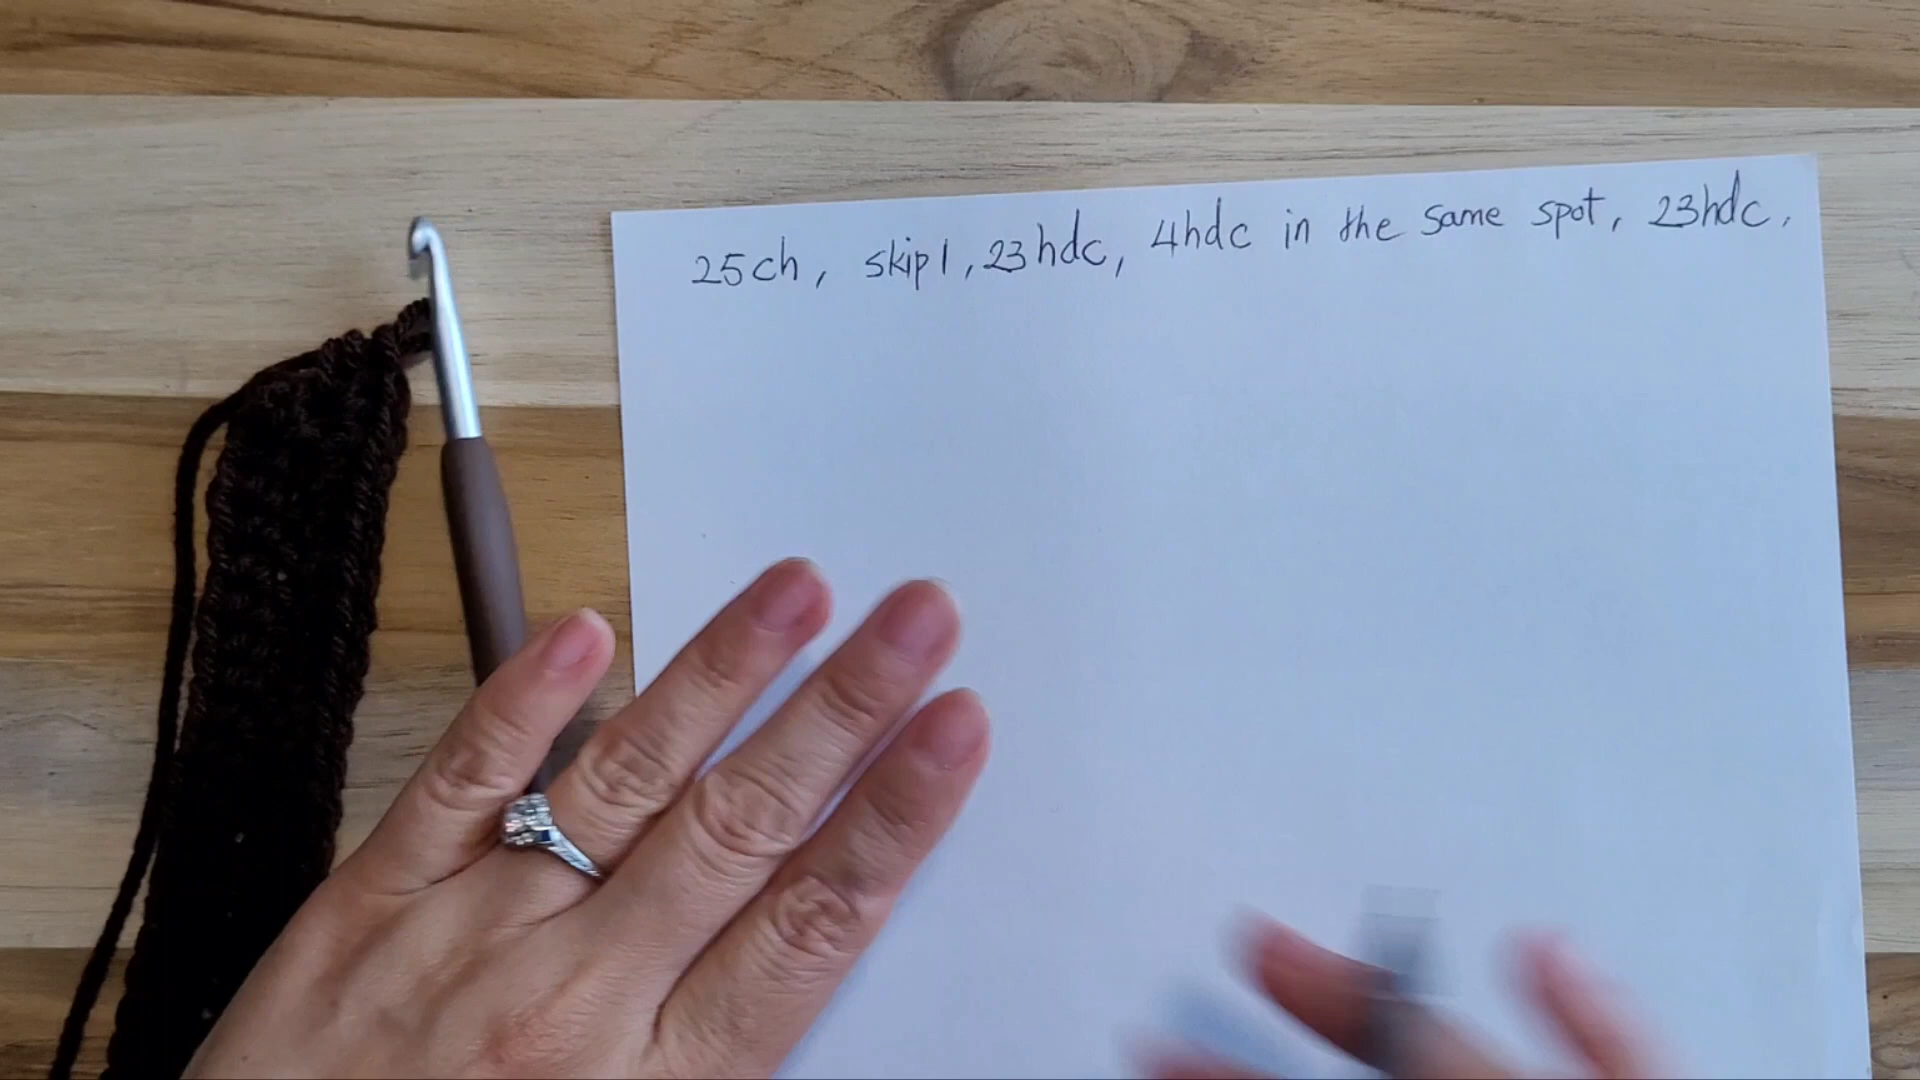 25ch, skip1, 23hdc, 4hdc in the same spot, 23hdc,